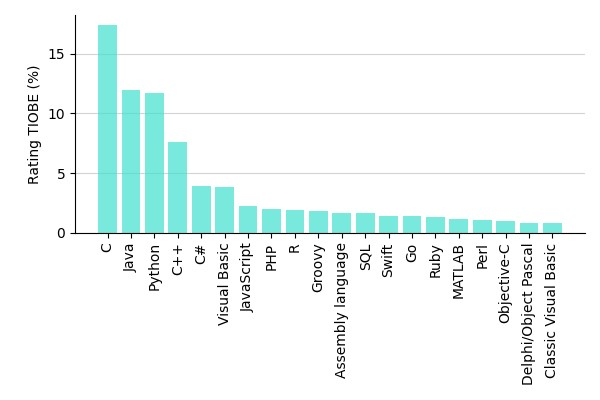 Rating TIOBE (%)
15
10
5
0
C
Java
Python
C++
C#
Visual Basic
JavaScript
PHP
R
Groovy
Assembly language
SQL
Swift
Go
Ruby
MATLAB
Perl
Objective-C
Delphi/Object Pascal
Classic Visual Basic